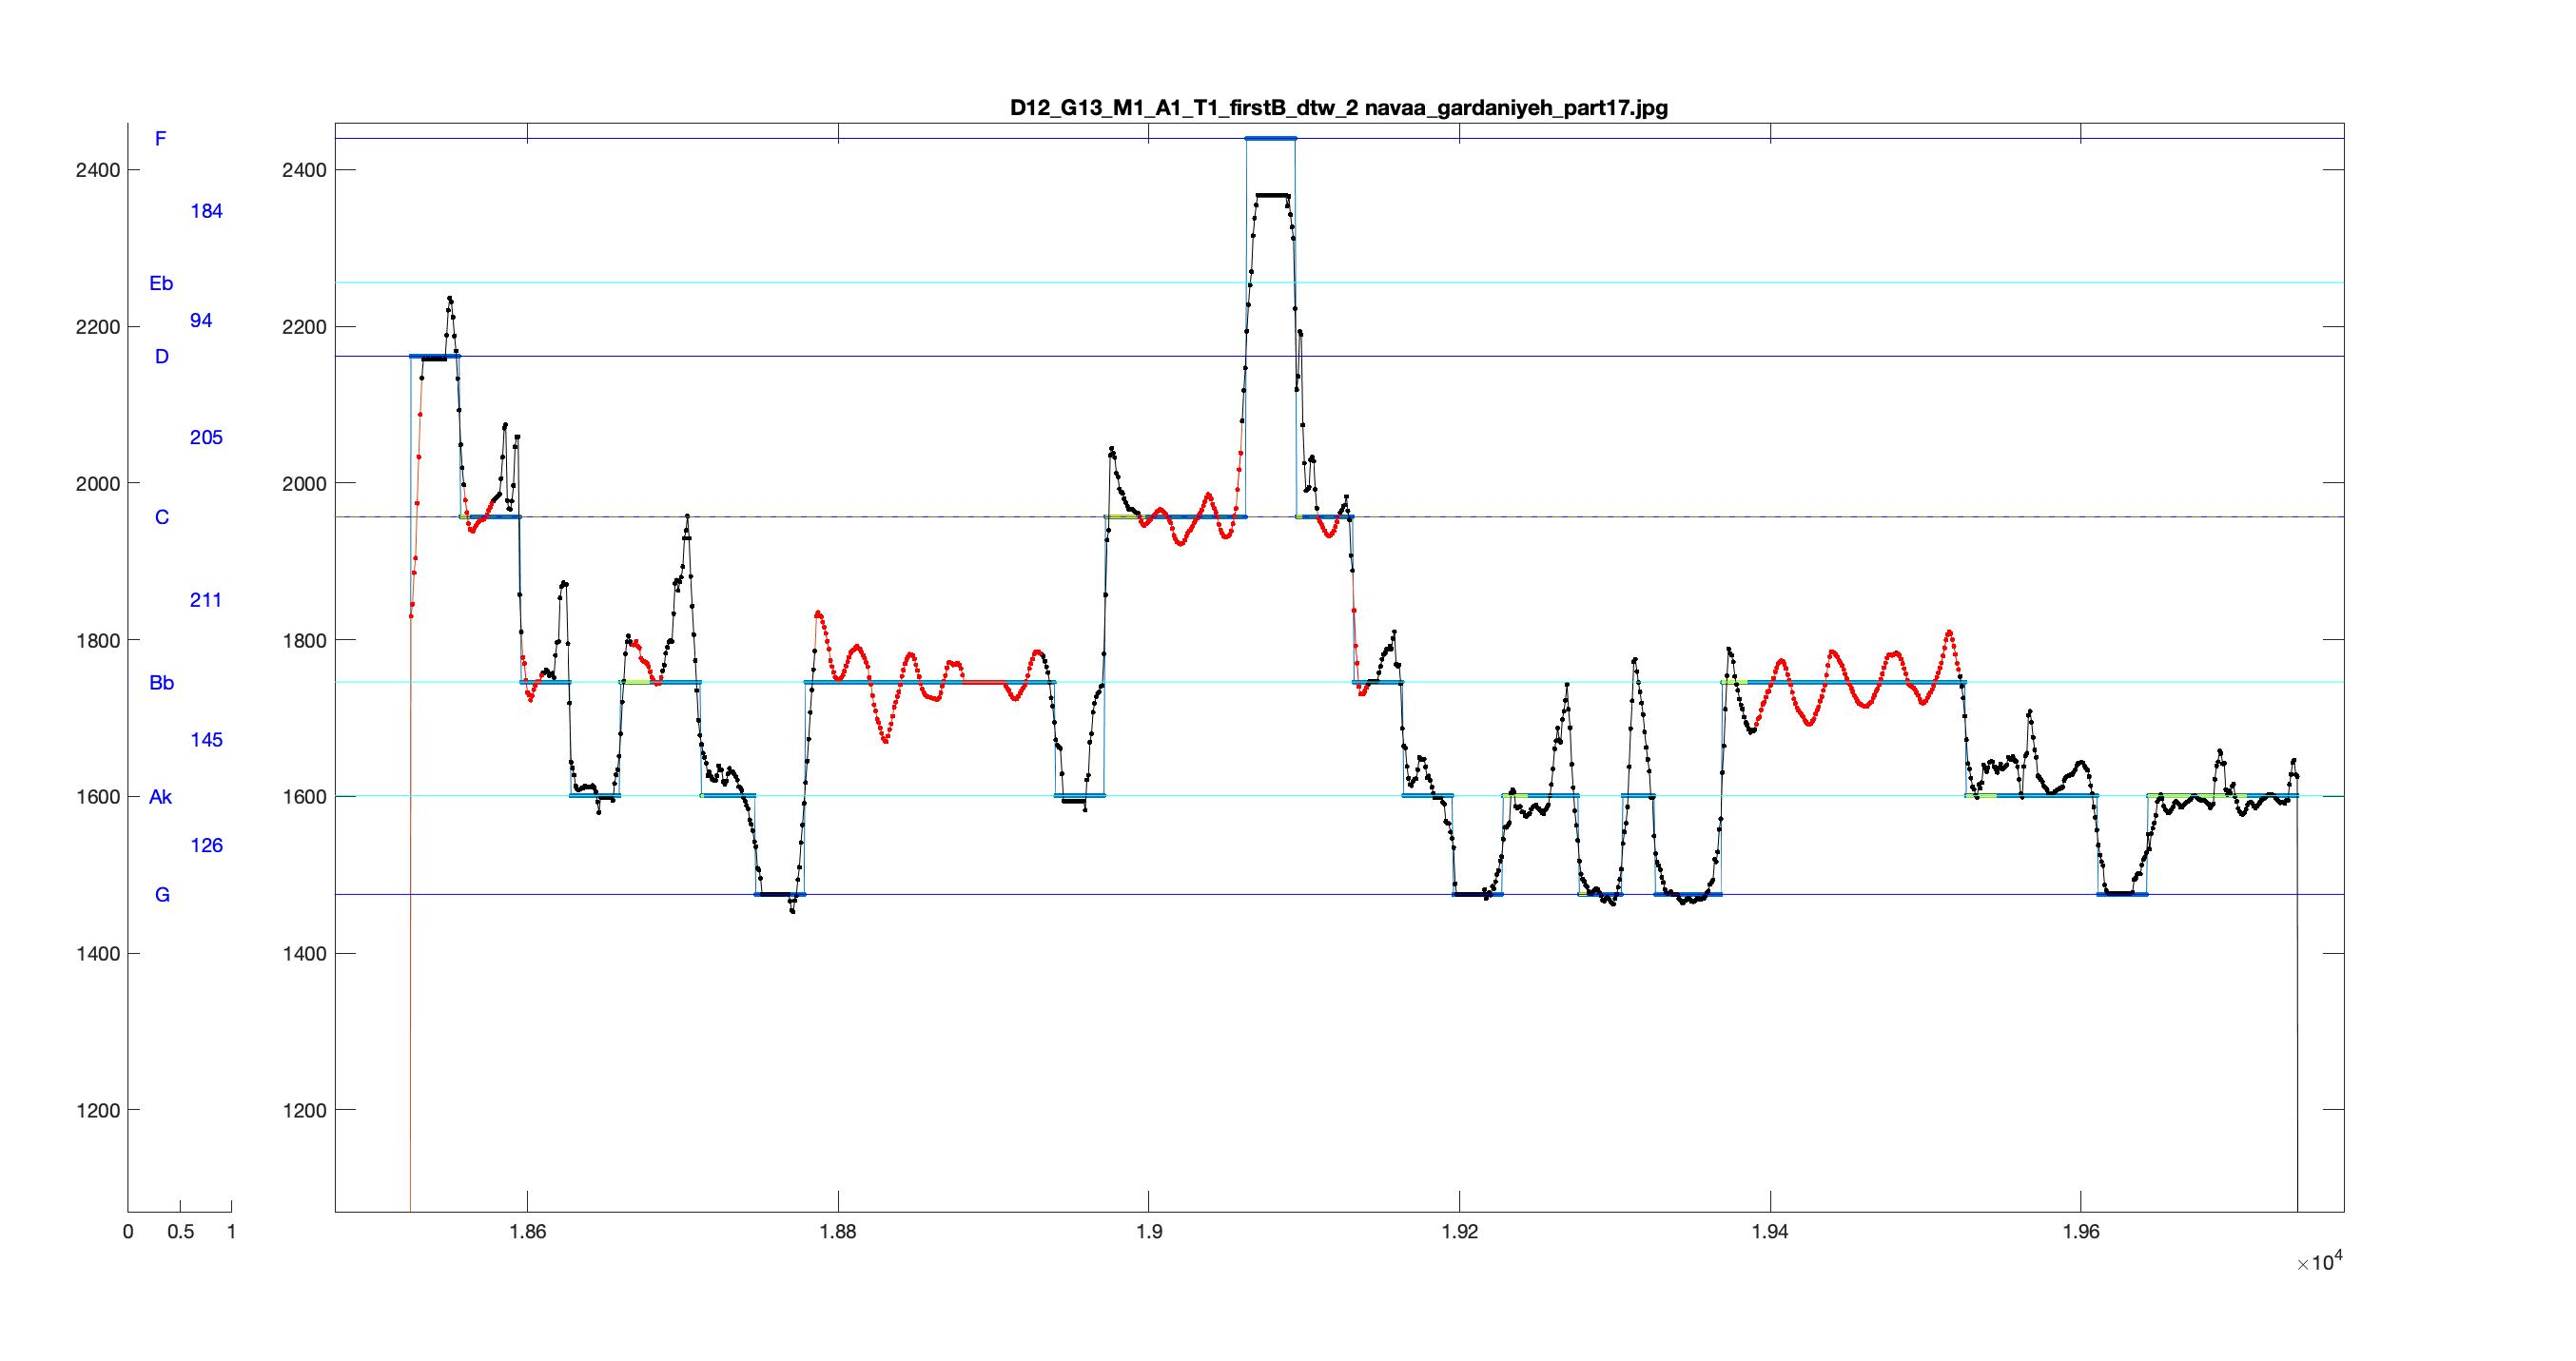 D12_G13_M1_A1_T1_firstB_dtw_2 navaa_gardaniyeh_part17.jpg
F
2400 2400
184
Eb
94
2200 2200
D
205
2000 2000
C
211
1800 1800
Bb
145
1600 Ak 1600
126
G
1400 1400
1200 1200
0 0.5 1 1.86 1.88 1.9 1.92 1.94 1.96
×10^4